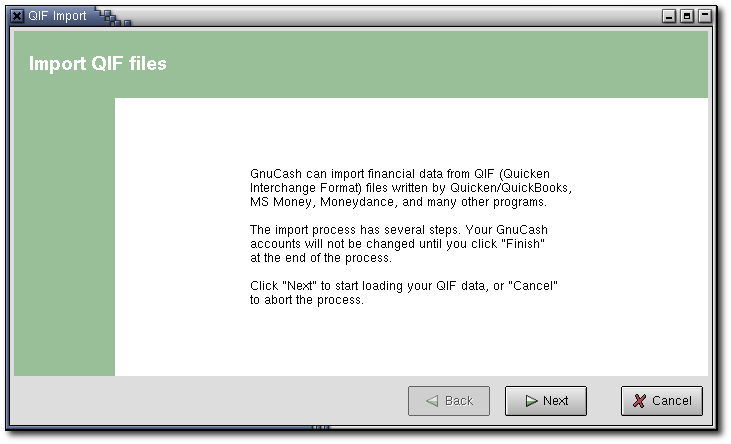 QIF Import
Import QIF files
GnuCash can import financial data from QIF (Quicken
Interchange Format) files written by Quicken/QuickBooks,
MS Money, Moneydance, and many other programs.
The import process has several steps. Your GnuCash
accounts will not be changed until you click "Finish"
at the end of the process.
Click "Next" to start loading your QIF data, or "Cancel"
to abort the process.
Back
Next
Cancel